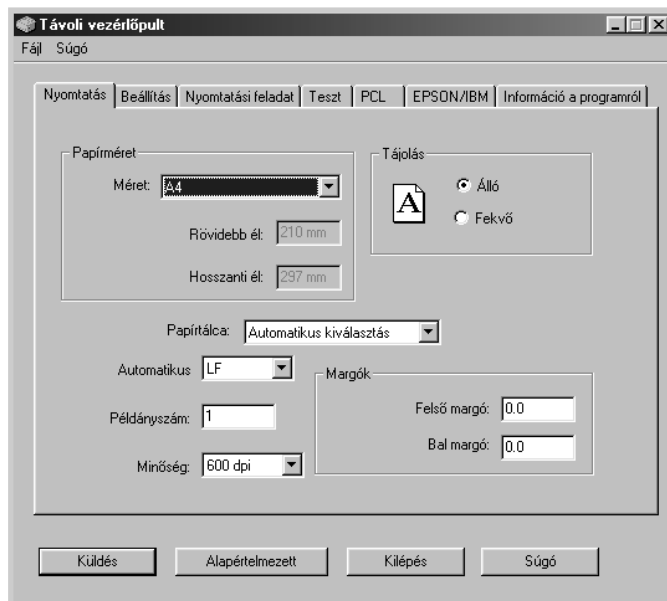 Távoli vezérlőpult
Fájl Súgó
Nyomtatás Beállítás Nyomtatási feladat Teszt PCL EPSON/IBM Információ a programról
Papírméret
Méret: A4
Rövidebb él: 210 mm
Hosszanti él: 297 mm
Tájolás
A
Álló
Fekvő
Papírtálca: Automatikus kiválasztás
Automatikus LF
Példányszám: 1
Minőség: 600 dpi
Margók
Felső margó: 0.0
Bal margó: 0.0
Küldés Alapértelmezett Kilépés Súgó